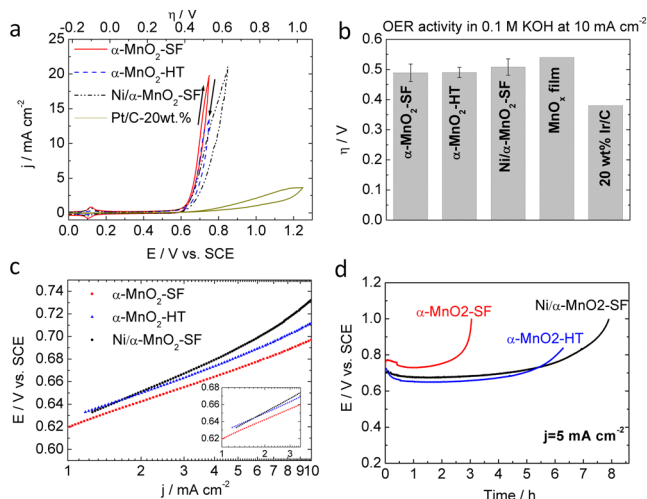 a
η / V
-0.2 0.0 0.2 0.4 0.6 0.8 1.0
α-MnO2-SF
α-MnO2-HT
Ni/α-MnO2-SF
Pt/C-20wt.%
j / mA cm-2
25
20
15
10
5
0
0.0 0.2 0.4 0.6 0.8 1.0 1.2
E / V vs. SCE
b
OER activity in 0.1 M KOH at 10 mA cm-2
η / V
0.6
0.5
0.4
0.3
0.2
0.1
0.0
α-MnO2-SF
α-MnO2-HT
Ni/α-MnO2-SF
MnOx film
20 wt% Ir/C
c
α-MnO2-SF
α-MnO2-HT
Ni/α-MnO2-SF
E / V vs. SCE
0.74
0.72
0.70
0.68
0.66
0.64
0.62
0.60
0.68
0.66
0.64
0.62
1 2 3
1 2 3 4 5 6 7 8 9 10
j / mA cm-2
d
α-MnO2-SF
Ni/α-MnO2-SF
α-MnO2-HT
E / V vs. SCE
1.2
1.0
0.8
0.6
0.4
0.2
0.0
j=5 mA cm-2
0 1 2 3 4 5 6 7 8
Time / h